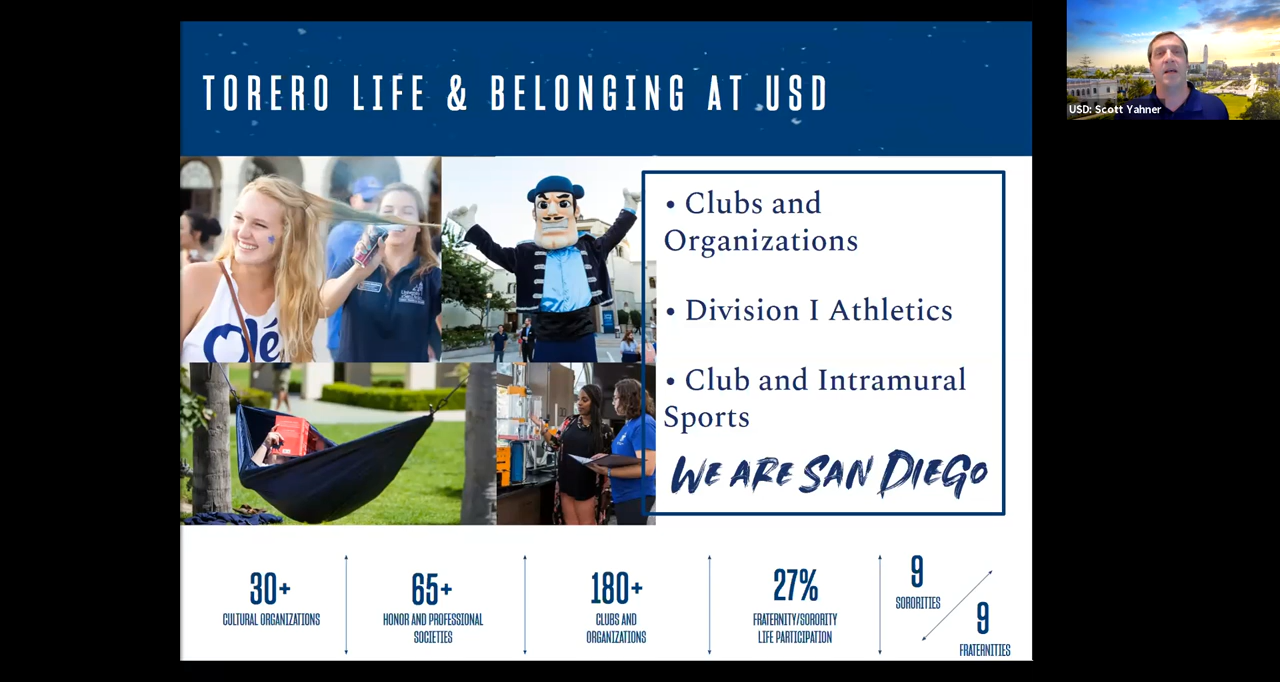 TORERO LIFE & BELONGING AT USD
USD: Scott Yahner
Olé
• Clubs and
Organizations
• Division I Athletics
• Club and Intramural
Sports
WE ARE SAN DIEGO
30+
CULTURAL ORGANIZATIONS
65+
HONOR AND PROFESSIONAL
SOCIETIES
180+
CLUBS AND
ORGANIZATIONS
27%
FRATERNITY/SORORITY
LIFE PARTICIPATION
9
SORORITIES
9
FRATERNITIES